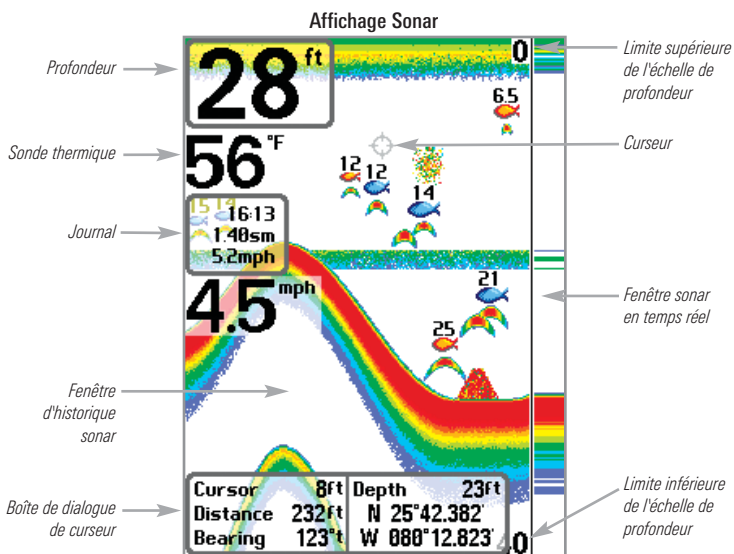 Affichage Sonar
Profondeur
28 ft
0
Limite supérieure
de l'échelle de
profondeur
6.5
Sonde thermique
56 °F
Curseur
12
12
14
Journal
15 14
16:13
1.40sm
5.2mph
4.5 mph
21
25
Fenêtre sonar
en temps réel
Fenêtre
d'historique
sonar
Boîte de dialogue
de curseur
Cursor 8ft
Distance 232ft
Bearing 123°t
Depth 23ft
N 25°42.382'
W 080°12.823'
40
Limite inférieure
de l'échelle de
profondeur